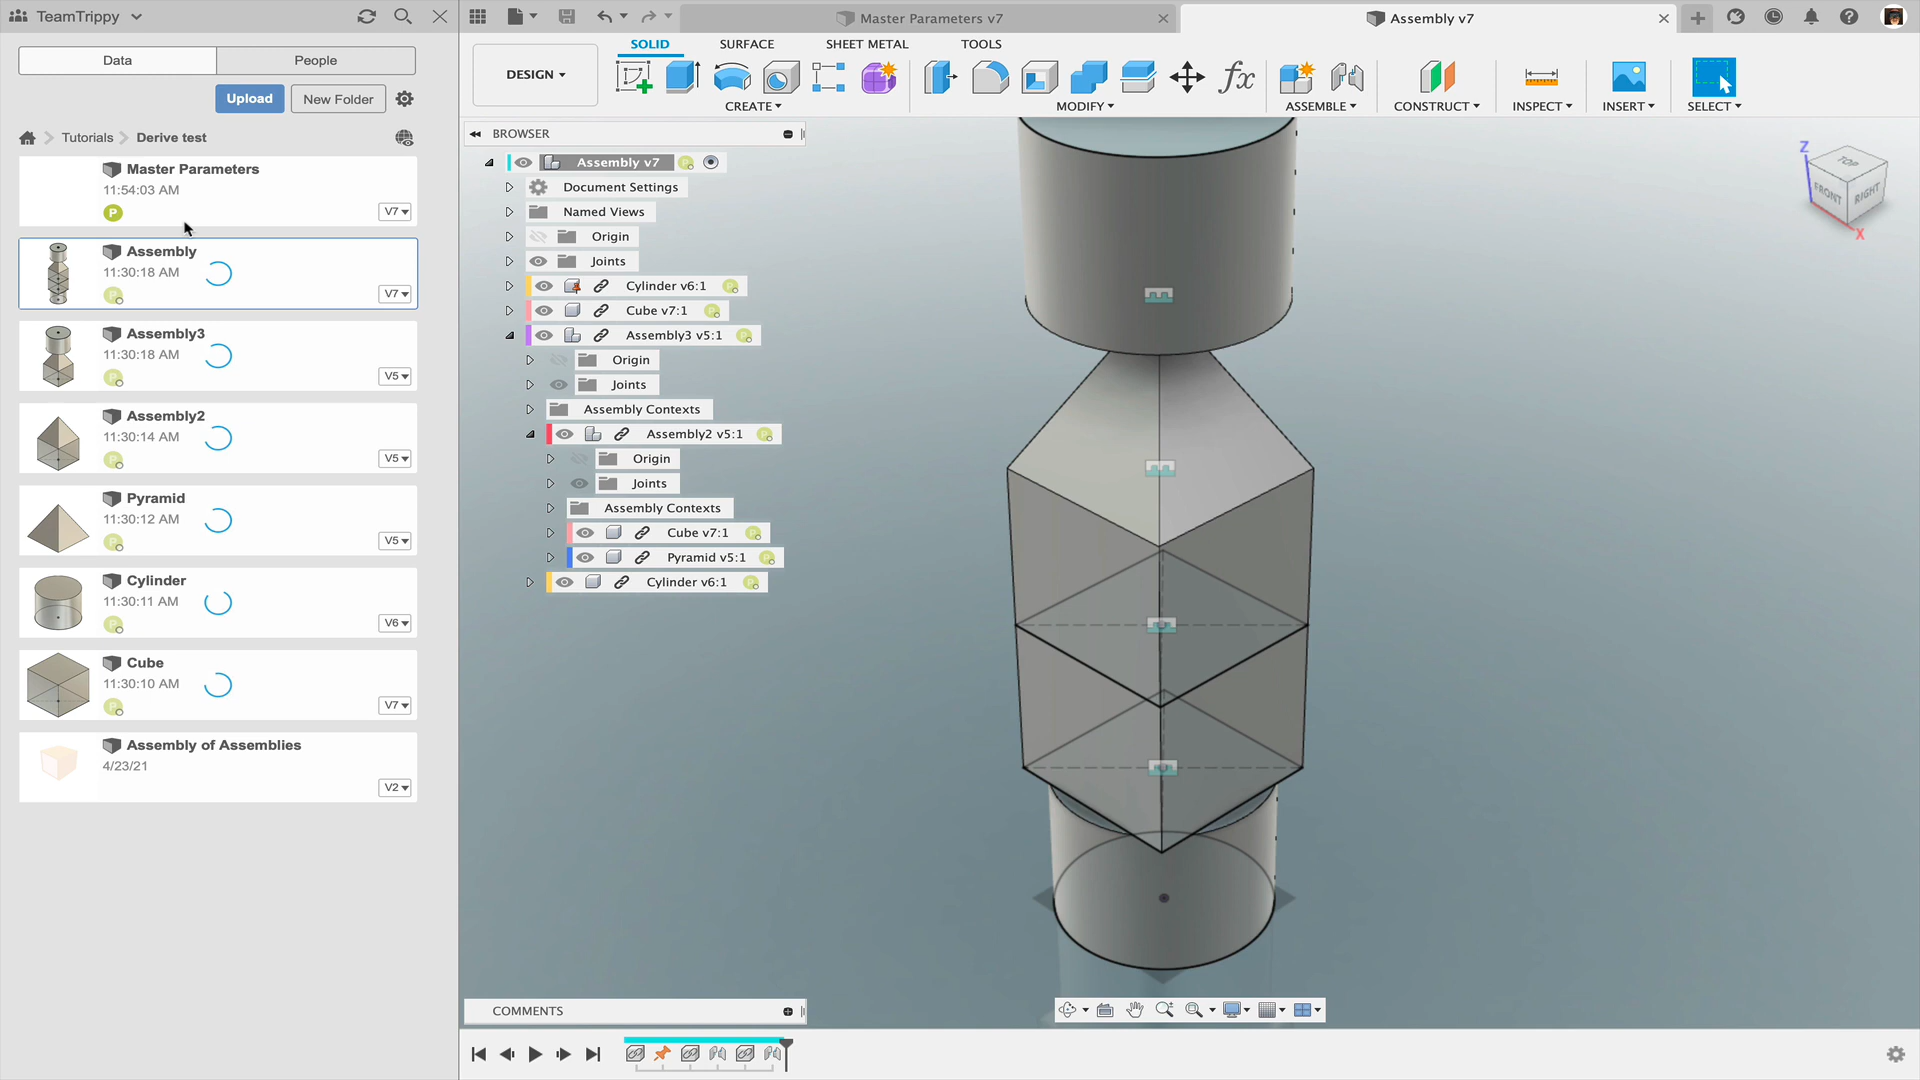 TeamTrippy
Master Parameters v7
Assembly v7
Data
People
Upload
New Folder
Tutorials
Derive test
Master Parameters
11:54:03 AM
P
V7
Assembly
11:30:18 AM
P
V7
Assembly3
11:30:18 AM
P
V5
Assembly2
11:30:14 AM
P
V5
Pyramid
11:30:12 AM
P
V5
Cylinder
11:30:11 AM
P
V6
Cube
11:30:10 AM
P
V7
Assembly of Assemblies
4/23/21
V2
DESIGN
SOLID
SURFACE
SHEET METAL
TOOLS
fx
CREATE
MODIFY
ASSEMBLE
CONSTRUCT
INSPECT
INSERT
SELECT
BROWSER
Assembly v7
Document Settings
Named Views
Origin
Joints
Cylinder v6:1
Cube v7:1
Assembly3 v5:1
Origin
Joints
Assembly Contexts
Assembly2 v5:1
Origin
Joints
Assembly Contexts
Cube v7:1
Pyramid v5:1
Cylinder v6:1
Z
TOP
FRONT
RIGHT
X
COMMENTS